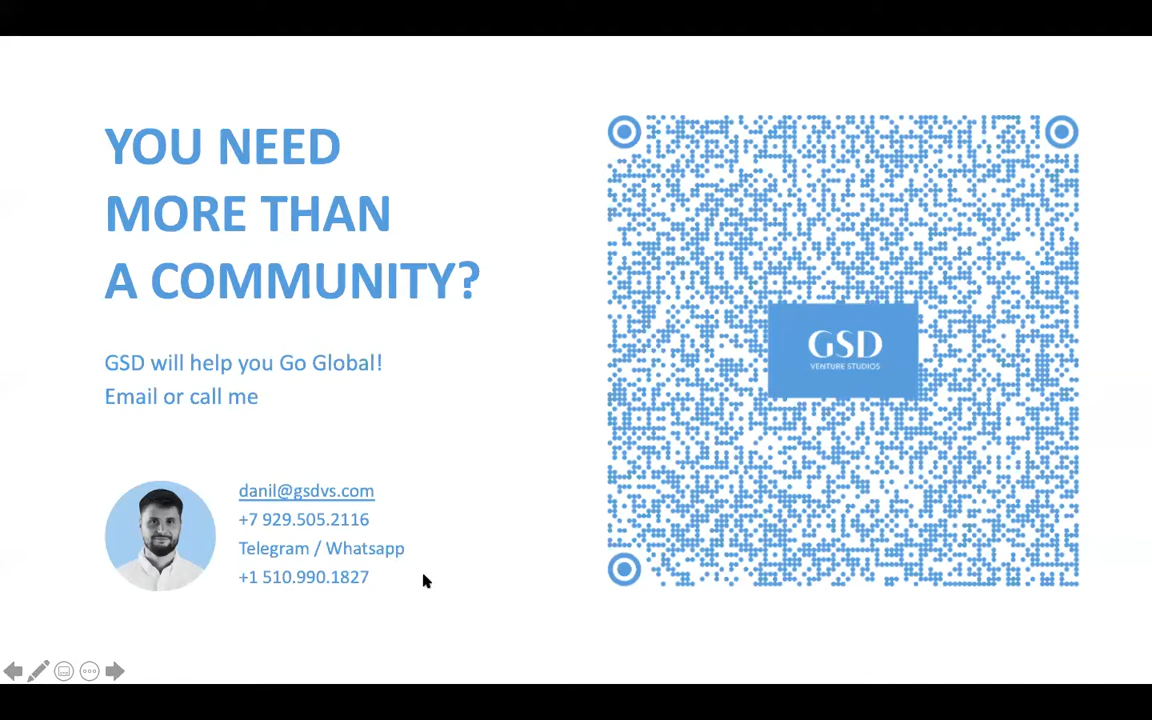 YOU NEED
MORE THAN
A COMMUNITY?
GSD will help you Go Global!
Email or call me
danil@gsdvs.com
+7 929.505.2116
Telegram / Whatsapp
+1 510.990.1827
GSD
VENTURE STUDIOS